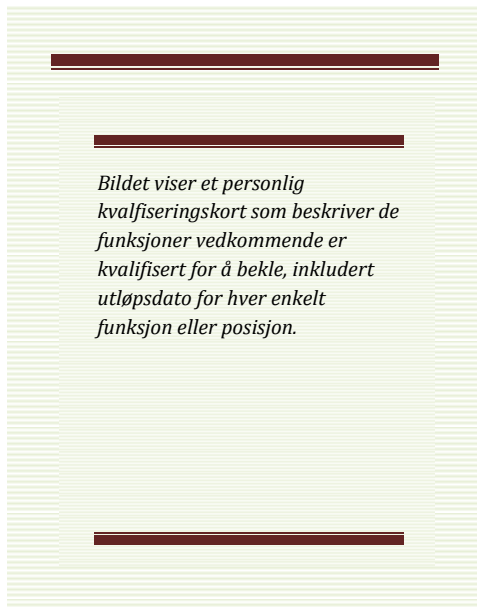 Bildet viser et personlig
kvalfiseringskort som beskriver de
funksjoner vedkommende er
kvalifisert for å bekle, inkludert
utløpsdato for hver enkelt
funksjon eller posisjon.